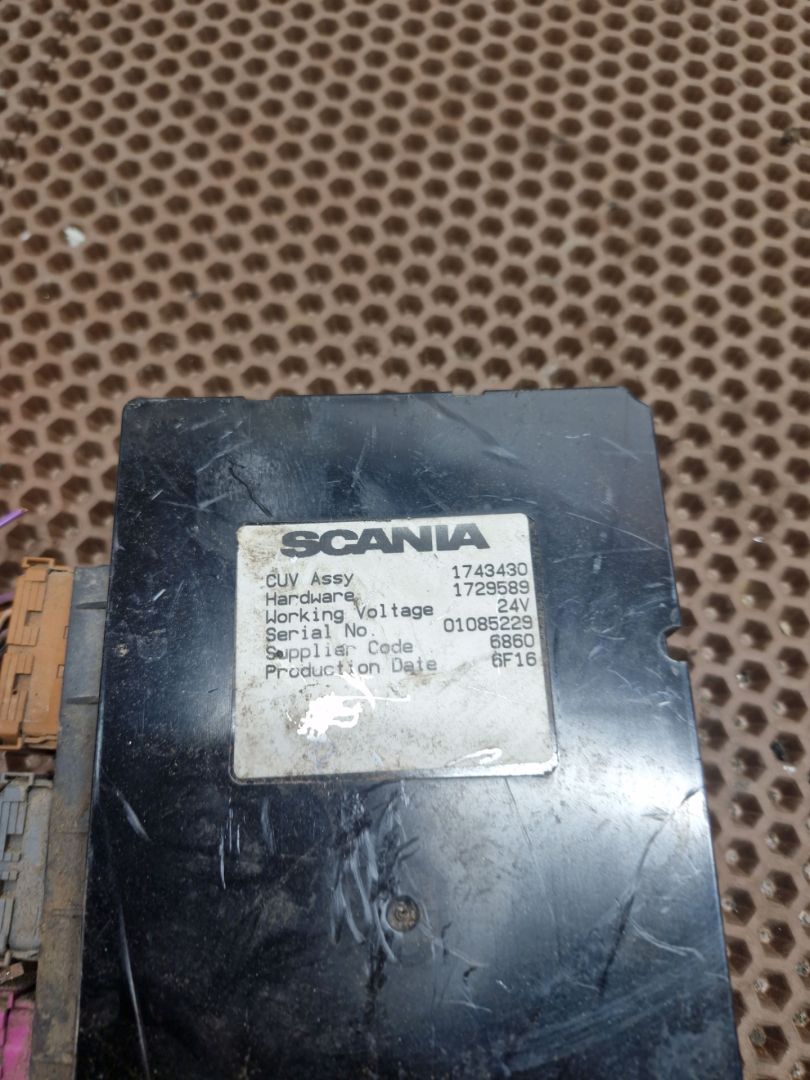 SCANIA
CUV Assy 1743430
Hardware 1729589
Working Voltage 24V
Serial No. 01085229
Supplier Code 6860
Production Date 6F16